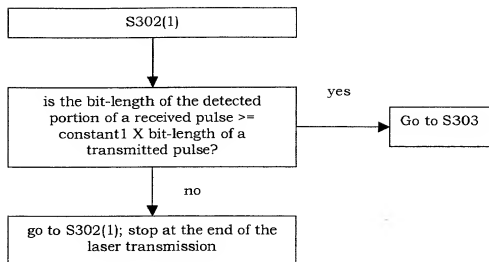 S302(1)
is the bit-length of the detected
portion of a received pulse >=
constant1 X bit-length of a
transmitted pulse?
yes
Go to S303
no
go to S302(1); stop at the end of the
laser transmission